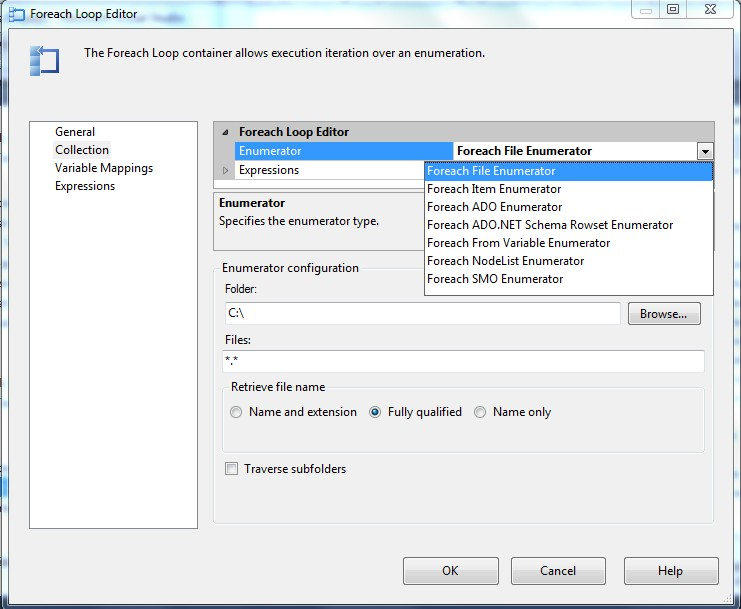 Foreach Loop Editor
The Foreach Loop container allows execution iteration over an enumeration.
General
Collection
Variable Mappings
Expressions
Foreach Loop Editor
Enumerator Foreach File Enumerator
Expressions
Foreach File Enumerator
Foreach Item Enumerator
Foreach ADO Enumerator
Foreach ADO.NET Schema Rowset Enumerator
Foreach From Variable Enumerator
Foreach NodeList Enumerator
Foreach SMO Enumerator
Enumerator
Specifies the enumerator type.
Enumerator configuration
Folder:
C:\
Browse...
Files:
*.*
Retrieve file name
Name and extension Fully qualified Name only
Traverse subfolders
OK Cancel Help